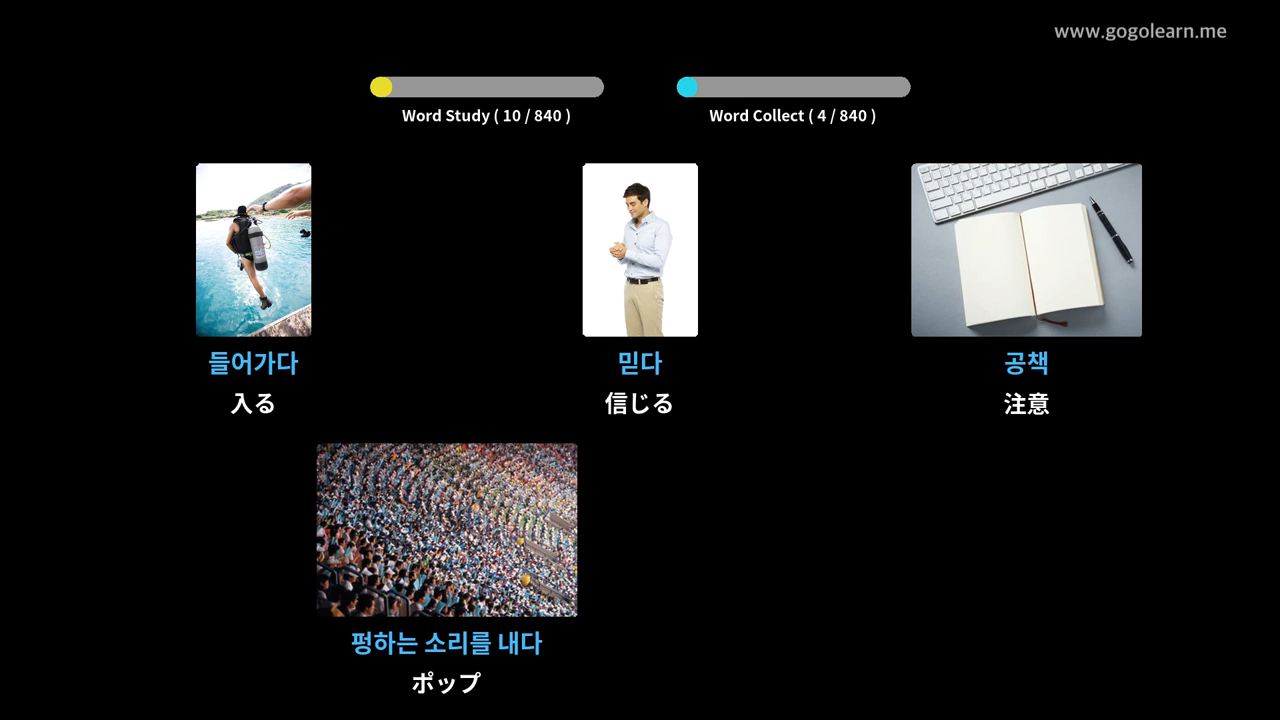 www.gogolearn.me
Word Study ( 10 / 840 )
Word Collect ( 4 / 840 )
들어가다
入る
믿다
信じる
공책
注意
펑하는 소리를 내다
ポップ